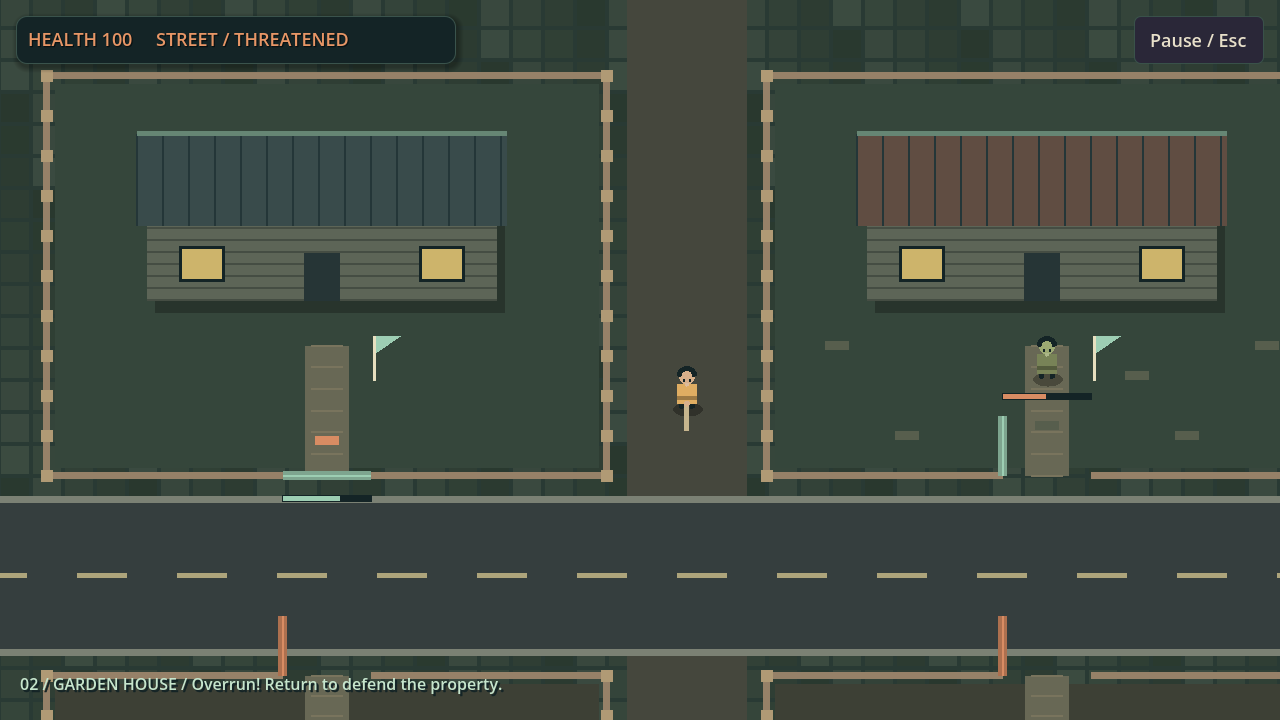 HEALTH 100 STREET / THREATENED
Pause / Esc
02 / GARDEN HOUSE / Overrun! Return to defend the property.